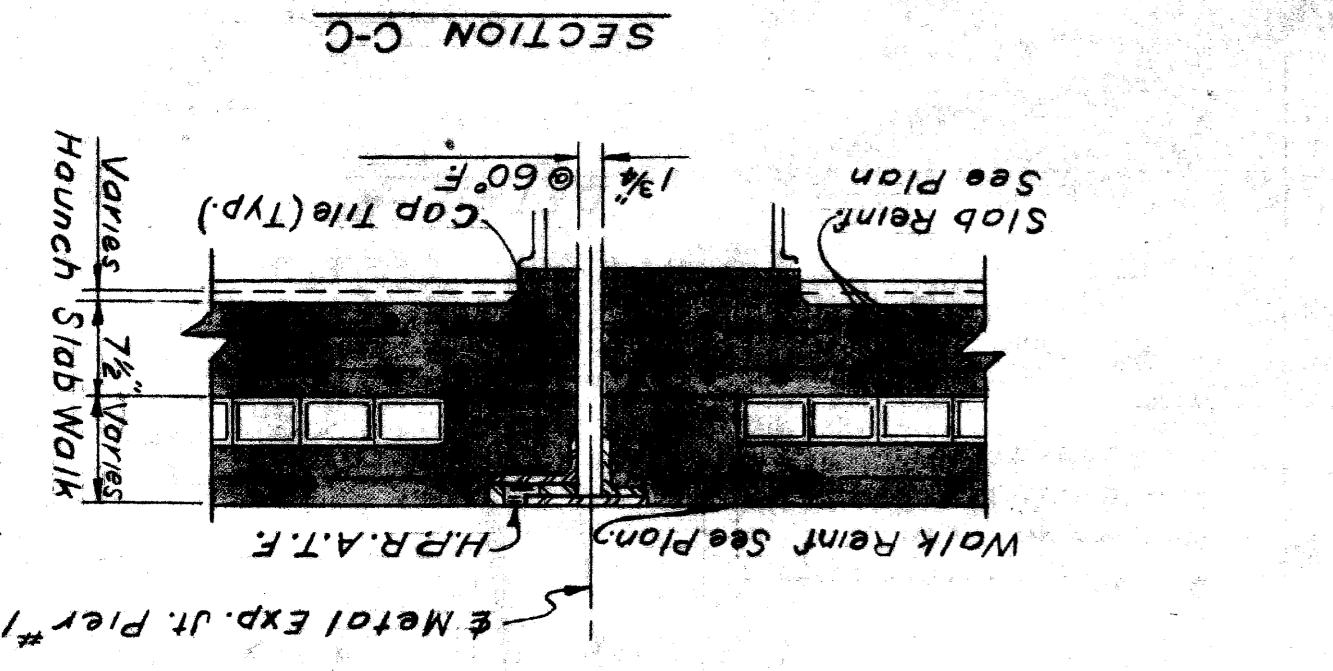 ℄ Metal Exp. Jt. Pier #1
Walk Reinf. See Plan.
H.P.R.A.T.F.
Slab Reinf.
See Plan
Cap Tile (Typ.)
1¾" @ 60° F.
Varies
7½"
Varies
Haunch Slab Walk
SECTION C-C